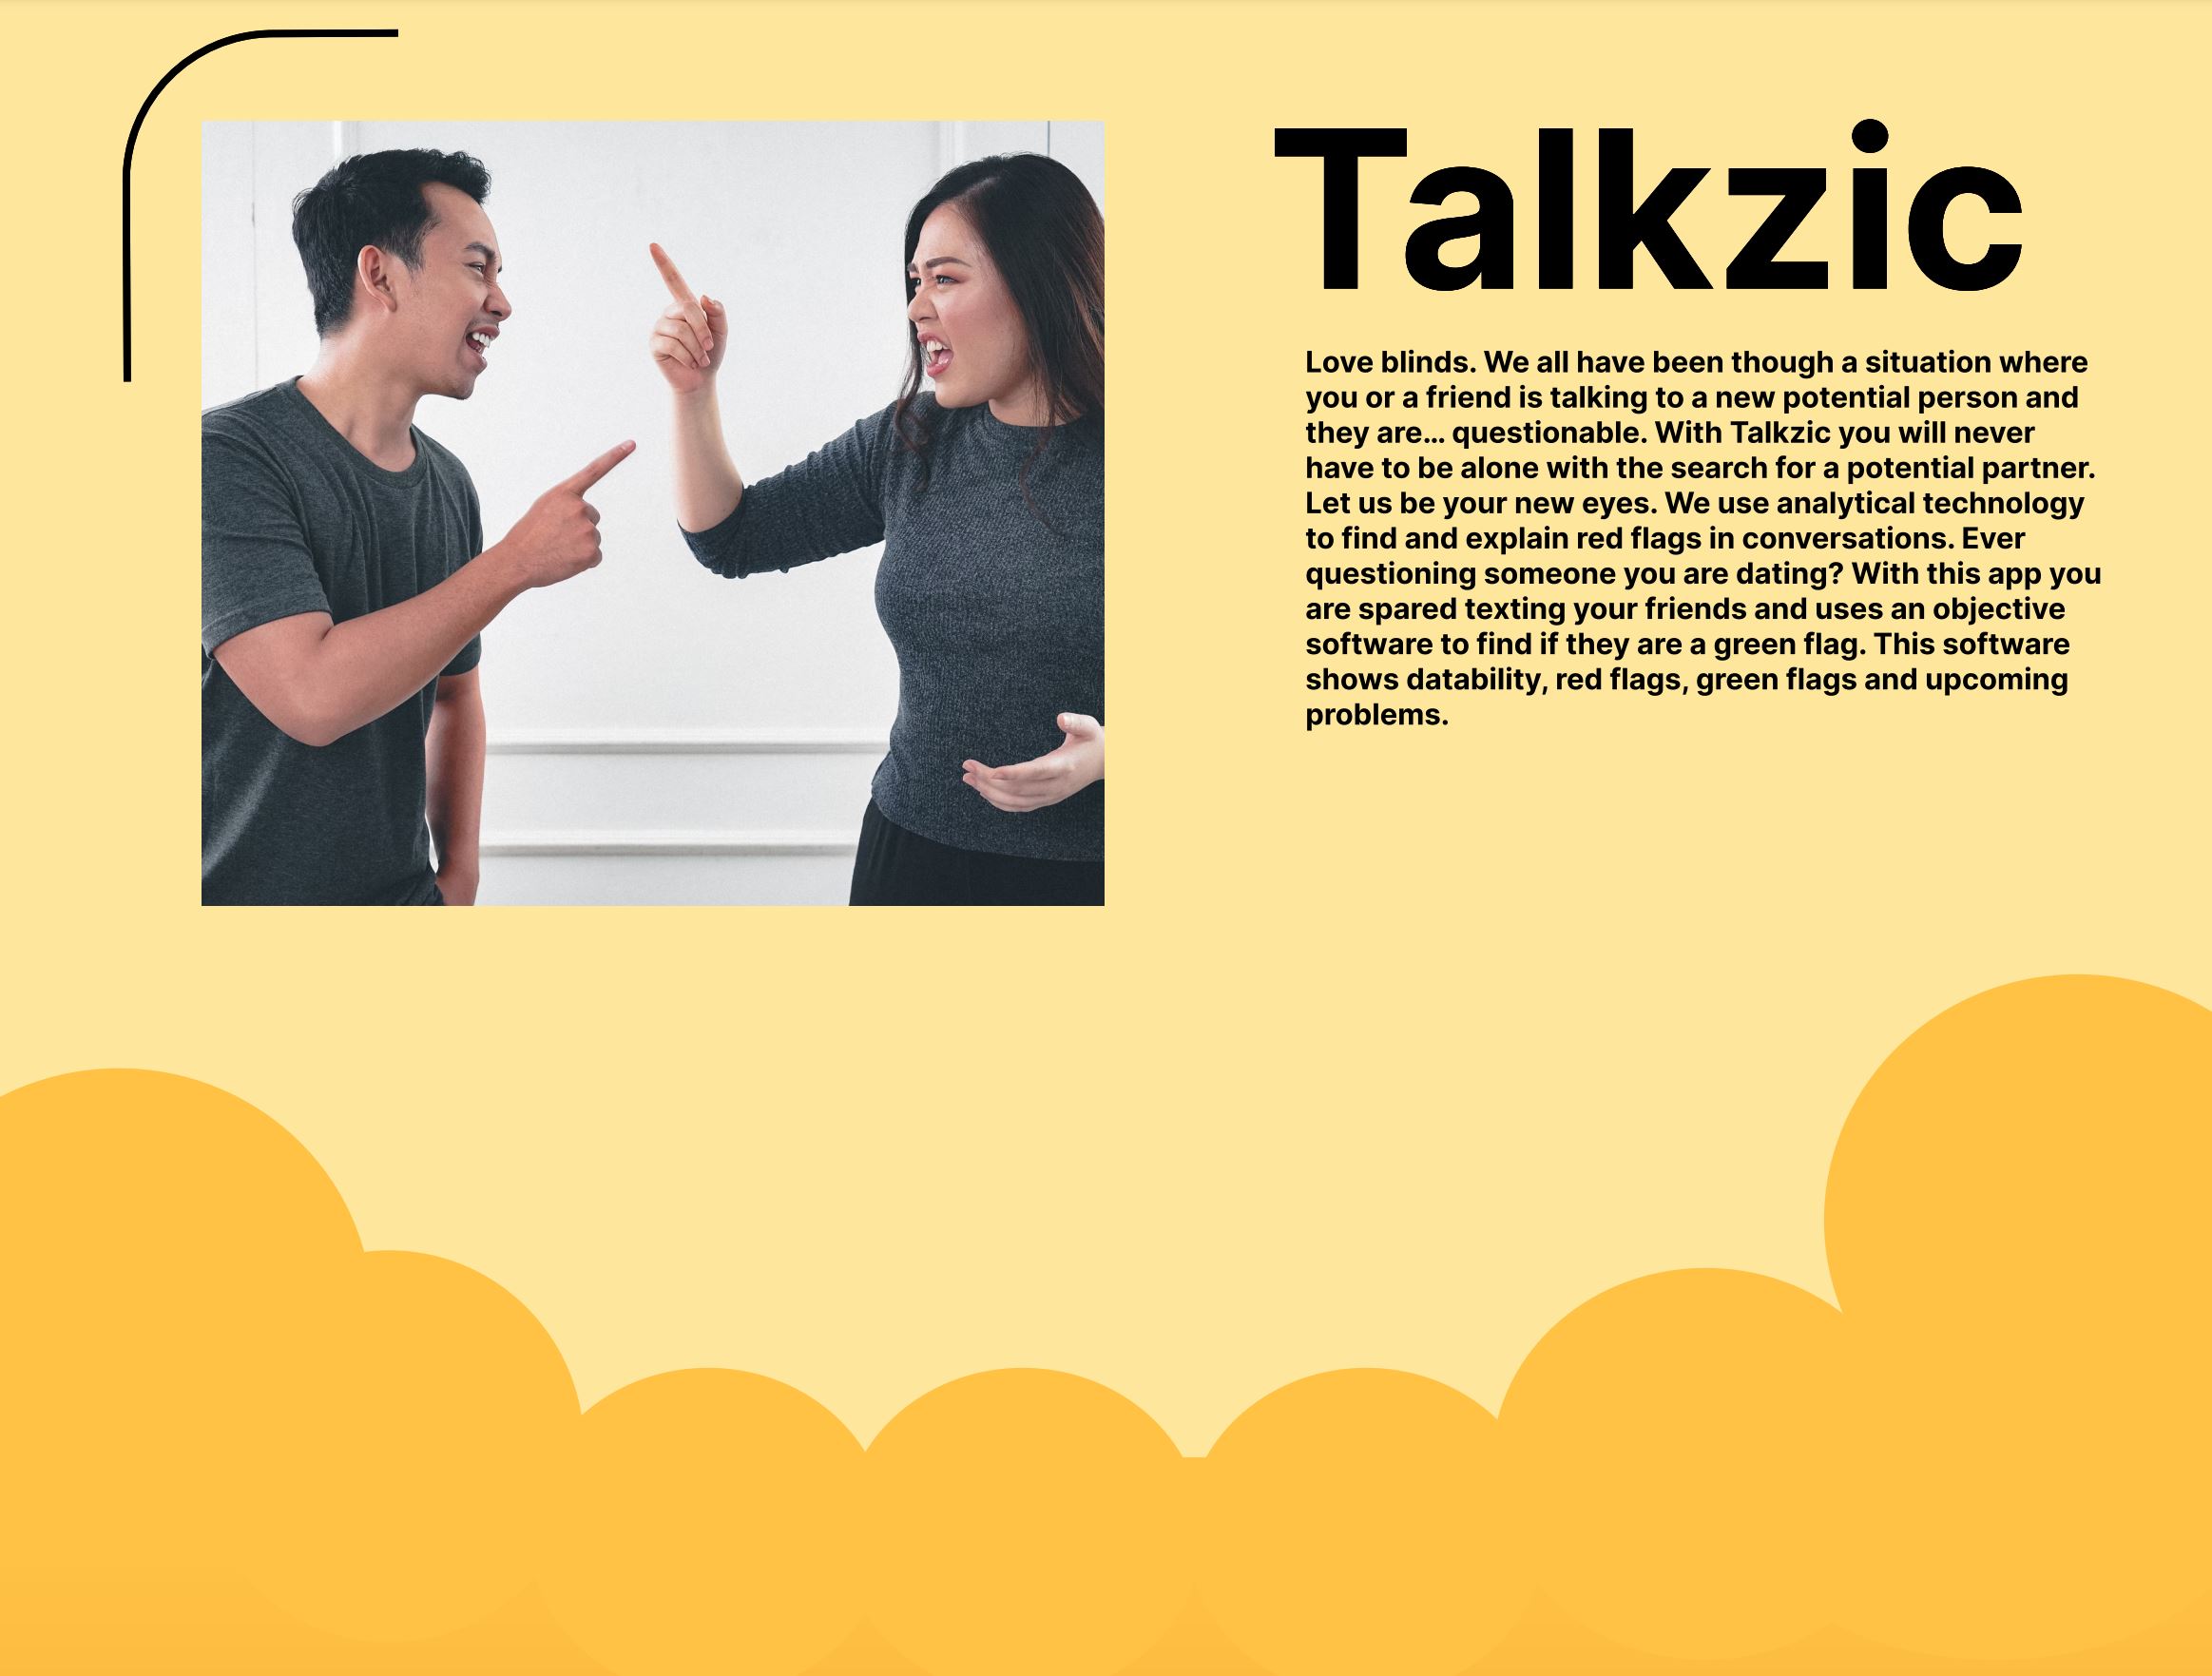 Talkzic
Love blinds. We all have been though a situation where
you or a friend is talking to a new potential person and
they are... questionable. With Talkzic you will never
have to be alone with the search for a potential partner.
Let us be your new eyes. We use analytical technology
to find and explain red flags in conversations. Ever
questioning someone you are dating? With this app you
are spared texting your friends and uses an objective
software to find if they are a green flag. This software
shows datability, red flags, green flags and upcoming
problems.